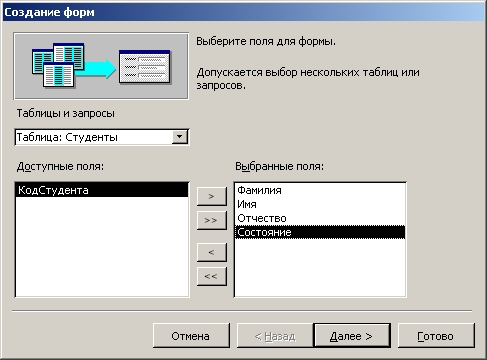 Создание форм
Выберите поля для формы.
Допускается выбор нескольких таблиц или
запросов.
Таблицы и запросы
Таблица: Студенты
Доступные поля:
Выбранные поля:
КодСтудента
>
>>
<
<<
Фамилия
Имя
Отчество
Состояние
Отмена
< Назад
Далее >
Готово